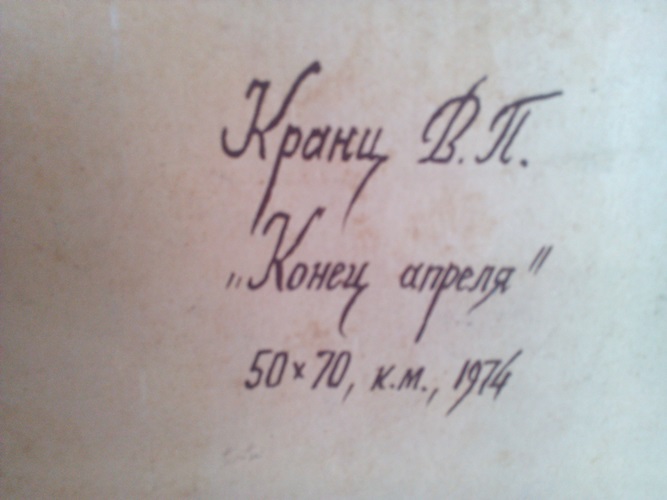 Кранц В.П.
„Конец апреля"
50×70, к.м., 1974